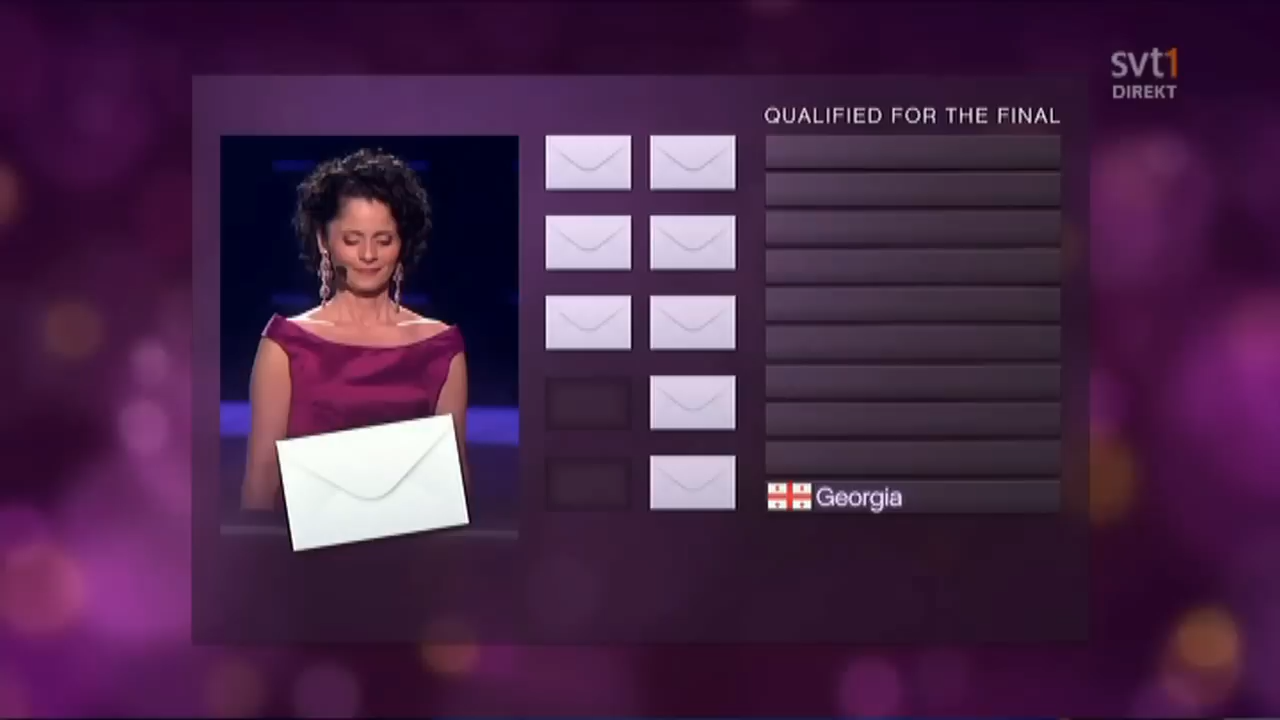 svt1
DIREKT
QUALIFIED FOR THE FINAL
Georgia